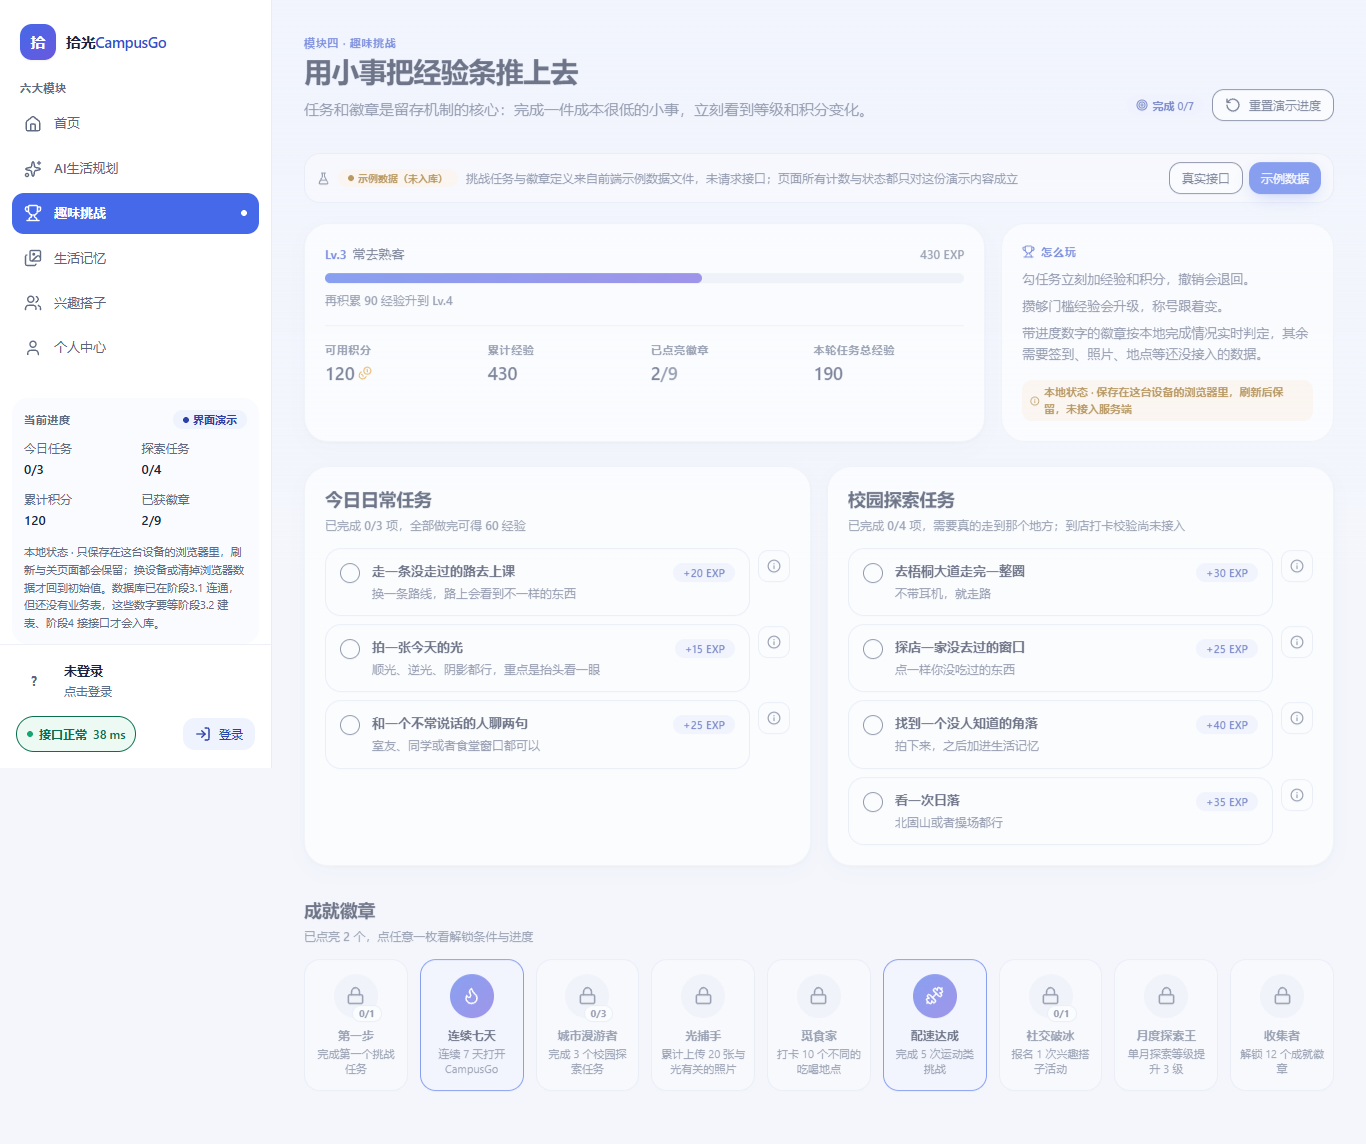 拾
拾光CampusGo
六大模块
首页
AI生活规划
趣味挑战
生活记忆
兴趣搭子
个人中心
当前进度
界面演示
今日任务
探索任务
0/3
0/4
累计积分
已获徽章
120
2/9
本地状态 · 只保存在这台设备的浏览器里，刷
新与关页面都会保留；换设备或清掉浏览器数
据才回到初始值。数据库已在阶段3.1 连通，
但还没有业务表，这些数字要等阶段3.2 建
表、阶段4 接接口才会入库。
?
未登录
点击登录
接口正常 38 ms
登录
模块四 · 趣味挑战
用小事把经验条推上去
任务和徽章是留存机制的核心：完成一件成本很低的小事，立刻看到等级和积分变化。
完成 0/7
重置演示进度
示例数据（未入库）
挑战任务与徽章定义来自前端示例数据文件，未请求接口；页面所有计数与状态都只对这份演示内容成立
真实接口
示例数据
Lv.3 常去熟客
430 EXP
再积累 90 经验升到 Lv.4
可用积分
累计经验
已点亮徽章
本轮任务总经验
120
430
2/9
190
怎么玩
勾任务立刻加经验和积分，撤销会退回。
攒够门槛经验会升级，称号跟着变。
带进度数字的徽章按本地完成情况实时判定，其余
需要签到、照片、地点等还没接入的数据。
本地状态 · 保存在这台设备的浏览器里，刷新后保
留，未接入服务端
今日日常任务
已完成 0/3 项，全部做完可得 60 经验
走一条没走过的路去上课
+20 EXP
换一条路线，路上会看到不一样的东西
拍一张今天的光
+15 EXP
顺光、逆光、阴影都行，重点是抬头看一眼
和一个不常说话的人聊两句
+25 EXP
室友、同学或者食堂窗口都可以
校园探索任务
已完成 0/4 项，需要真的走到那个地方；到店打卡校验尚未接入
去梧桐大道走完一整圈
+30 EXP
不带耳机，就走路
探店一家没去过的窗口
+25 EXP
点一样你没吃过的东西
找到一个没人知道的角落
+40 EXP
拍下来，之后加进生活记忆
看一次日落
+35 EXP
北固山或者操场都行
成就徽章
已点亮 2 个，点任意一枚看解锁条件与进度
0/1
第一步
完成第一个挑战
任务
连续七天
连续 7 天打开
CampusGo
0/3
城市漫游者
完成 3 个校园探
索任务
光捕手
累计上传 20 张与
光有关的照片
觅食家
打卡 10 个不同的
吃喝地点
配速达成
完成 5 次运动类
挑战
0/1
社交破冰
报名 1 次兴趣搭
子活动
月度探索王
单月探索等级提
升 3 级
收集者
解锁 12 个成就徽
章